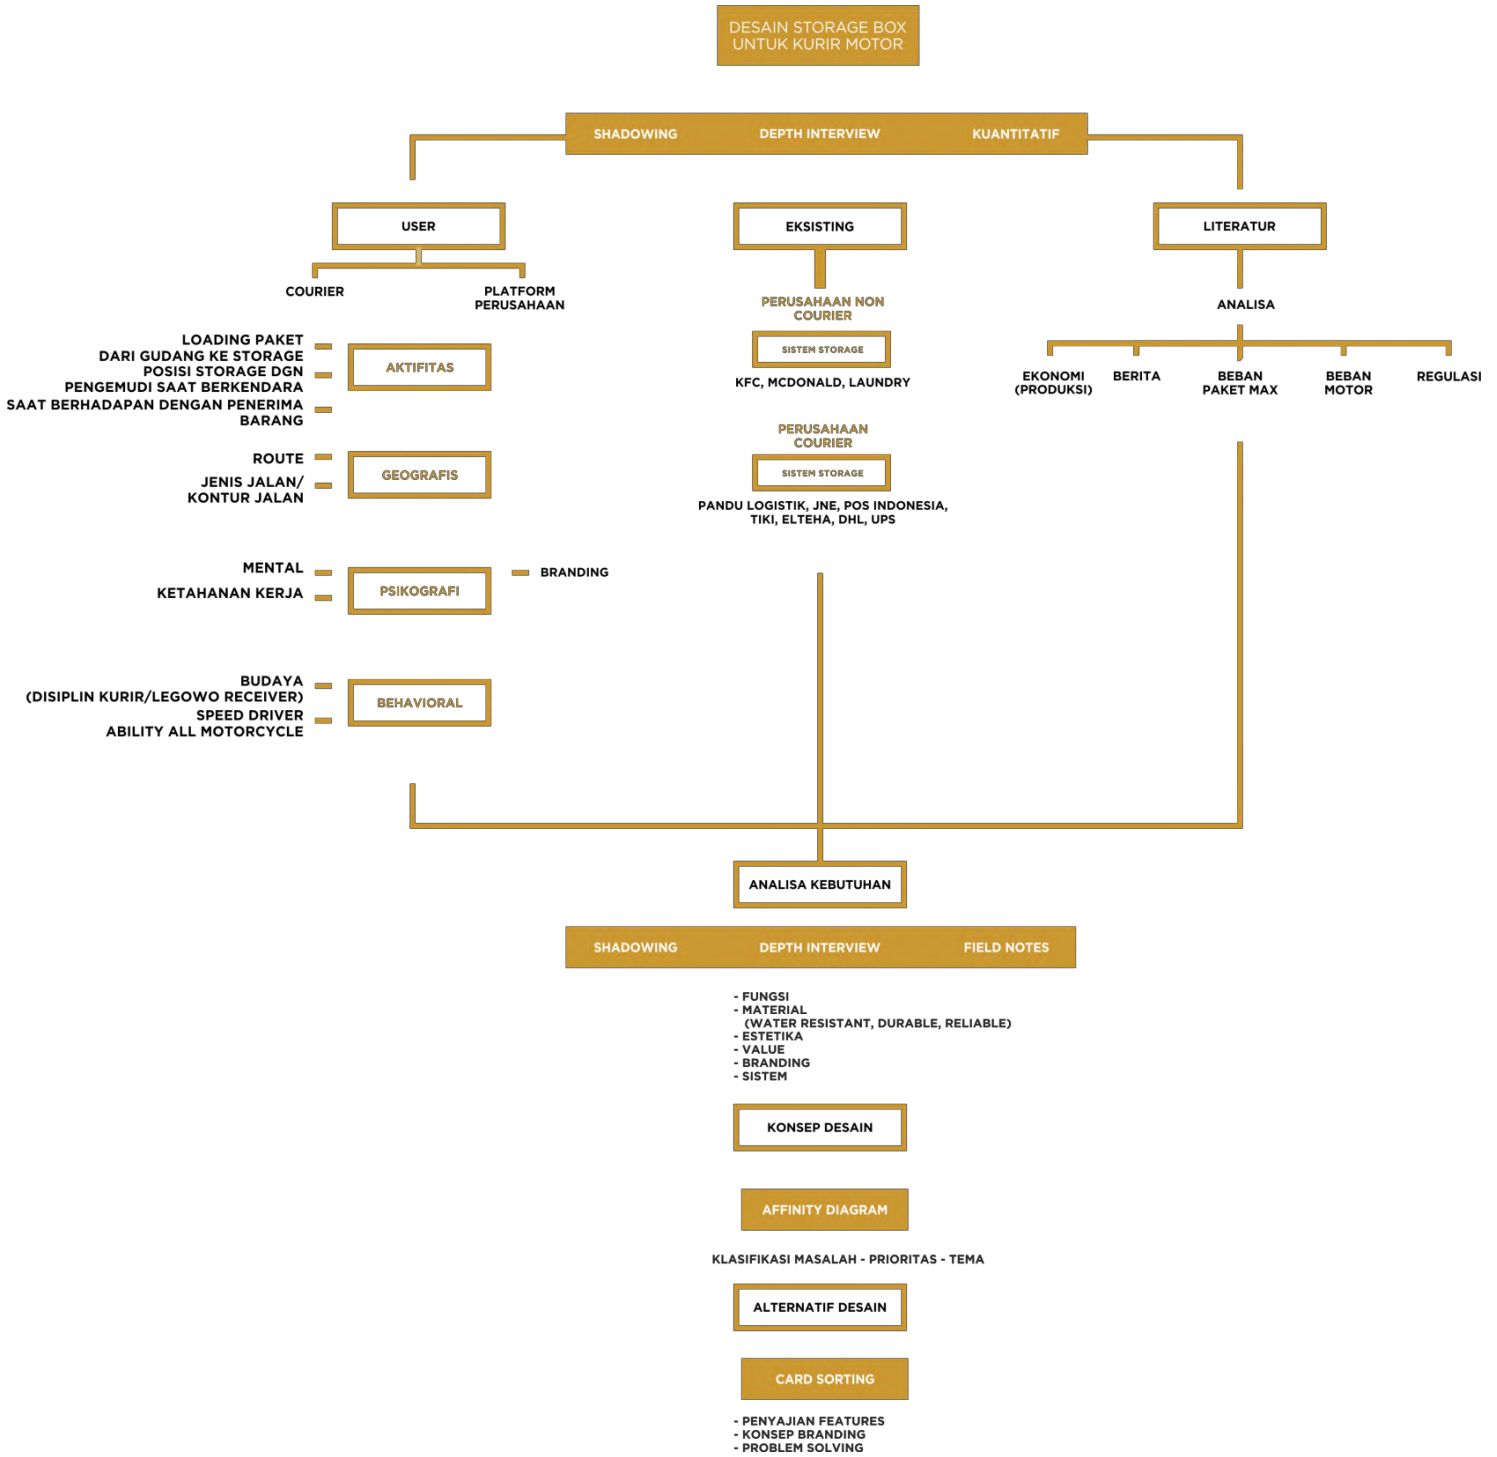 DESAIN STORAGE BOX
UNTUK KURIR MOTOR
SHADOWING DEPTH INTERVIEW KUANTITATIF
USER
COURIER
PLATFORM
PERUSAHAAN
LOADING PAKET
DARI GUDANG KE STORAGE
POSISI STORAGE DGN
PENGEMUDI SAAT BERKENDARA
SAAT BERHADAPAN DENGAN PENERIMA
BARANG
AKTIFITAS
ROUTE
JENIS JALAN/
KONTUR JALAN
GEOGRAFIS
MENTAL
KETAHANAN KERJA
PSIKOGRAFI
BRANDING
BUDAYA
(DISIPLIN KURIR/LEGOWO RECEIVER)
SPEED DRIVER
ABILITY ALL MOTORCYCLE
BEHAVIORAL
EKSISTING
PERUSAHAAN NON
COURIER
SISTEM STORAGE
KFC, MCDONALD, LAUNDRY
PERUSAHAAN
COURIER
SISTEM STORAGE
PANDU LOGISTIK, JNE, POS INDONESIA,
TIKI, ELTEHA, DHL, UPS
LITERATUR
ANALISA
EKONOMI
(PRODUKSI)
BERITA
BEBAN
PAKET MAX
BEBAN
MOTOR
REGULASI
ANALISA KEBUTUHAN
SHADOWING DEPTH INTERVIEW FIELD NOTES
- FUNGSI
- MATERIAL
(WATER RESISTANT, DURABLE, RELIABLE)
- ESTETIKA
- VALUE
- BRANDING
- SISTEM
KONSEP DESAIN
AFFINITY DIAGRAM
KLASIFIKASI MASALAH - PRIORITAS - TEMA
ALTERNATIF DESAIN
CARD SORTING
- PENYAJIAN FEATURES
- KONSEP BRANDING
- PROBLEM SOLVING